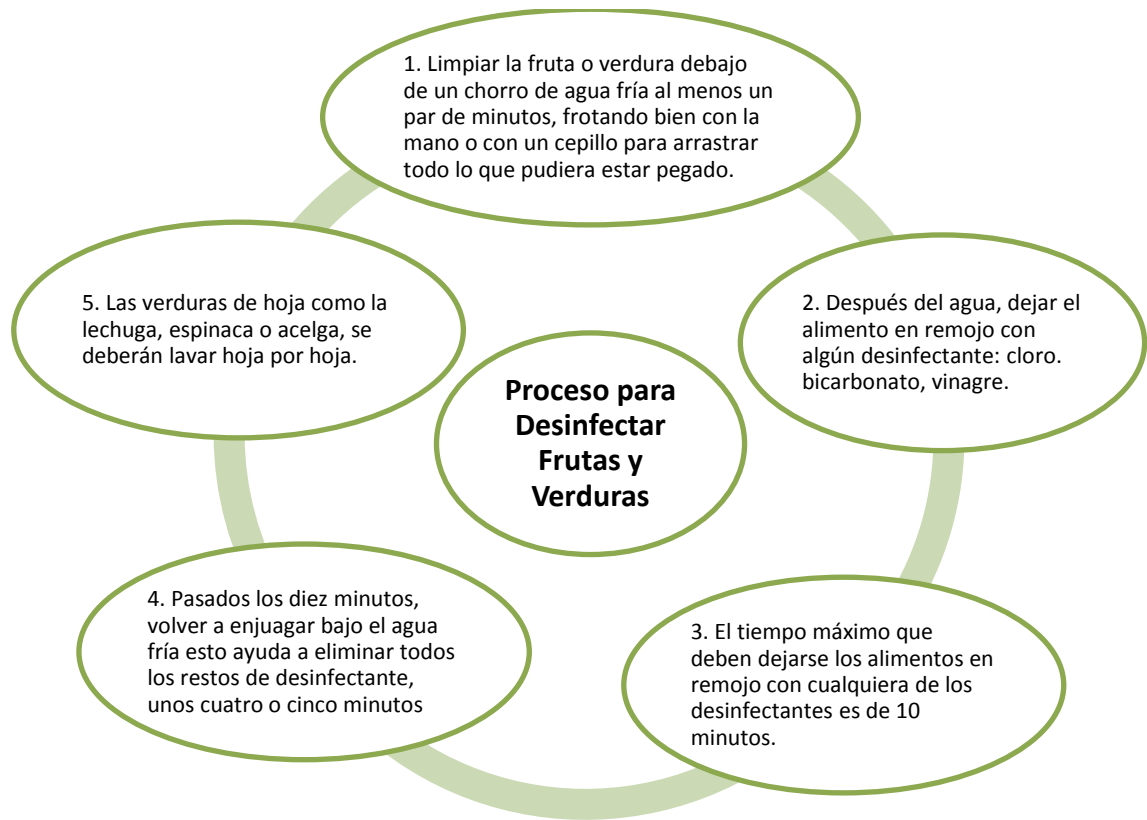 1. Limpiar la fruta o verdura debajo
de un chorro de agua fría al menos un
par de minutos, frotando bien con la
mano o con un cepillo para arrastrar
todo lo que pudiera estar pegado.
2. Después del agua, dejar el
alimento en remojo con
algún desinfectante: cloro.
bicarbonato, vinagre.
3. El tiempo máximo que
deben dejarse los alimentos en
remojo con cualquiera de los
desinfectantes es de 10
minutos.
4. Pasados los diez minutos,
volver a enjuagar bajo el agua
fría esto ayuda a eliminar todos
los restos de desinfectante,
unos cuatro o cinco minutos
5. Las verduras de hoja como la
lechuga, espinaca o acelga, se
deberán lavar hoja por hoja.
Proceso para
Desinfectar
Frutas y
Verduras